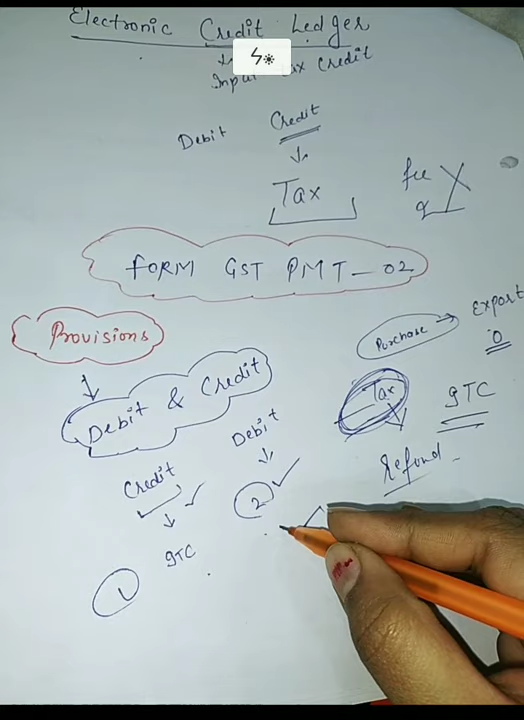 Electronic Credit Ledger
Input Tax Credit
Debit Credit
Tax
fee
FORM GST PMT-02
Provisions
Debit & Credit
Purchase
Export
0
Tax
ITC
Refund
Credit
ITC
1
Debit
2